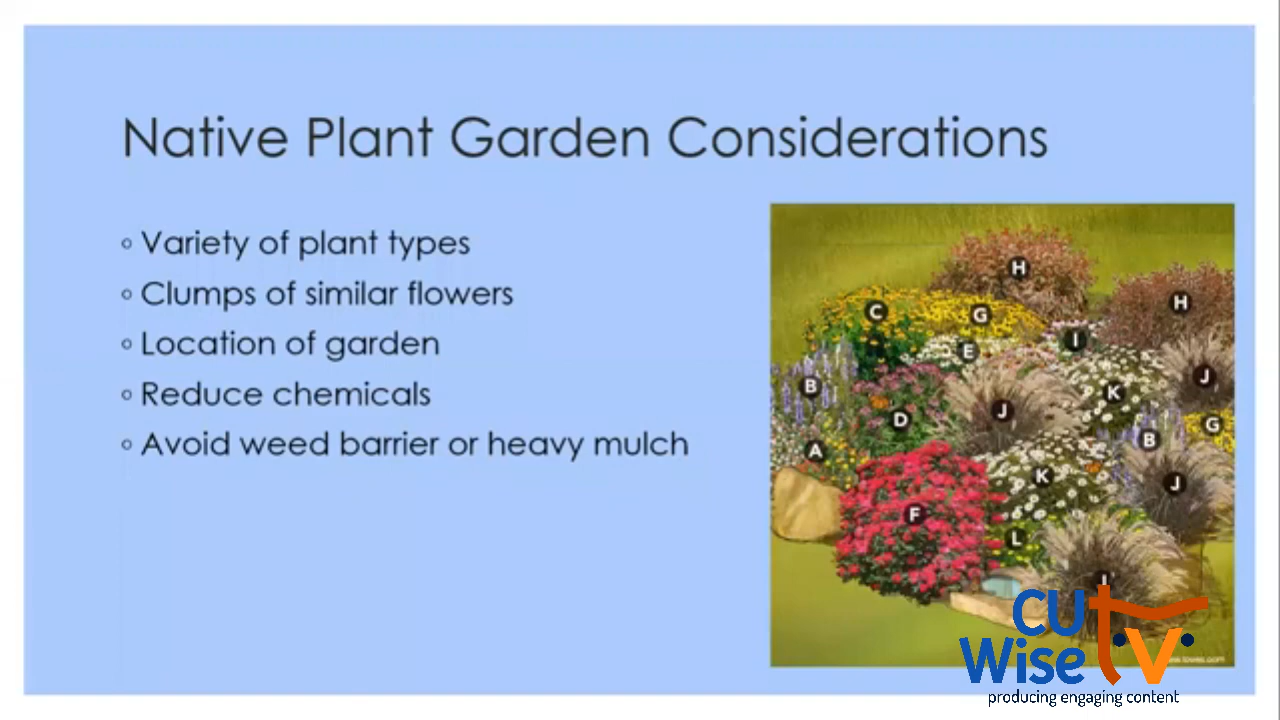 Native Plant Garden Considerations
Variety of plant types
Clumps of similar flowers
Location of garden
Reduce chemicals
Avoid weed barrier or heavy mulch
H
H
C
G
I
E
J
B
K
J
D
G
B
A
K
J
F
L
CU
Wise tv
producing engaging content